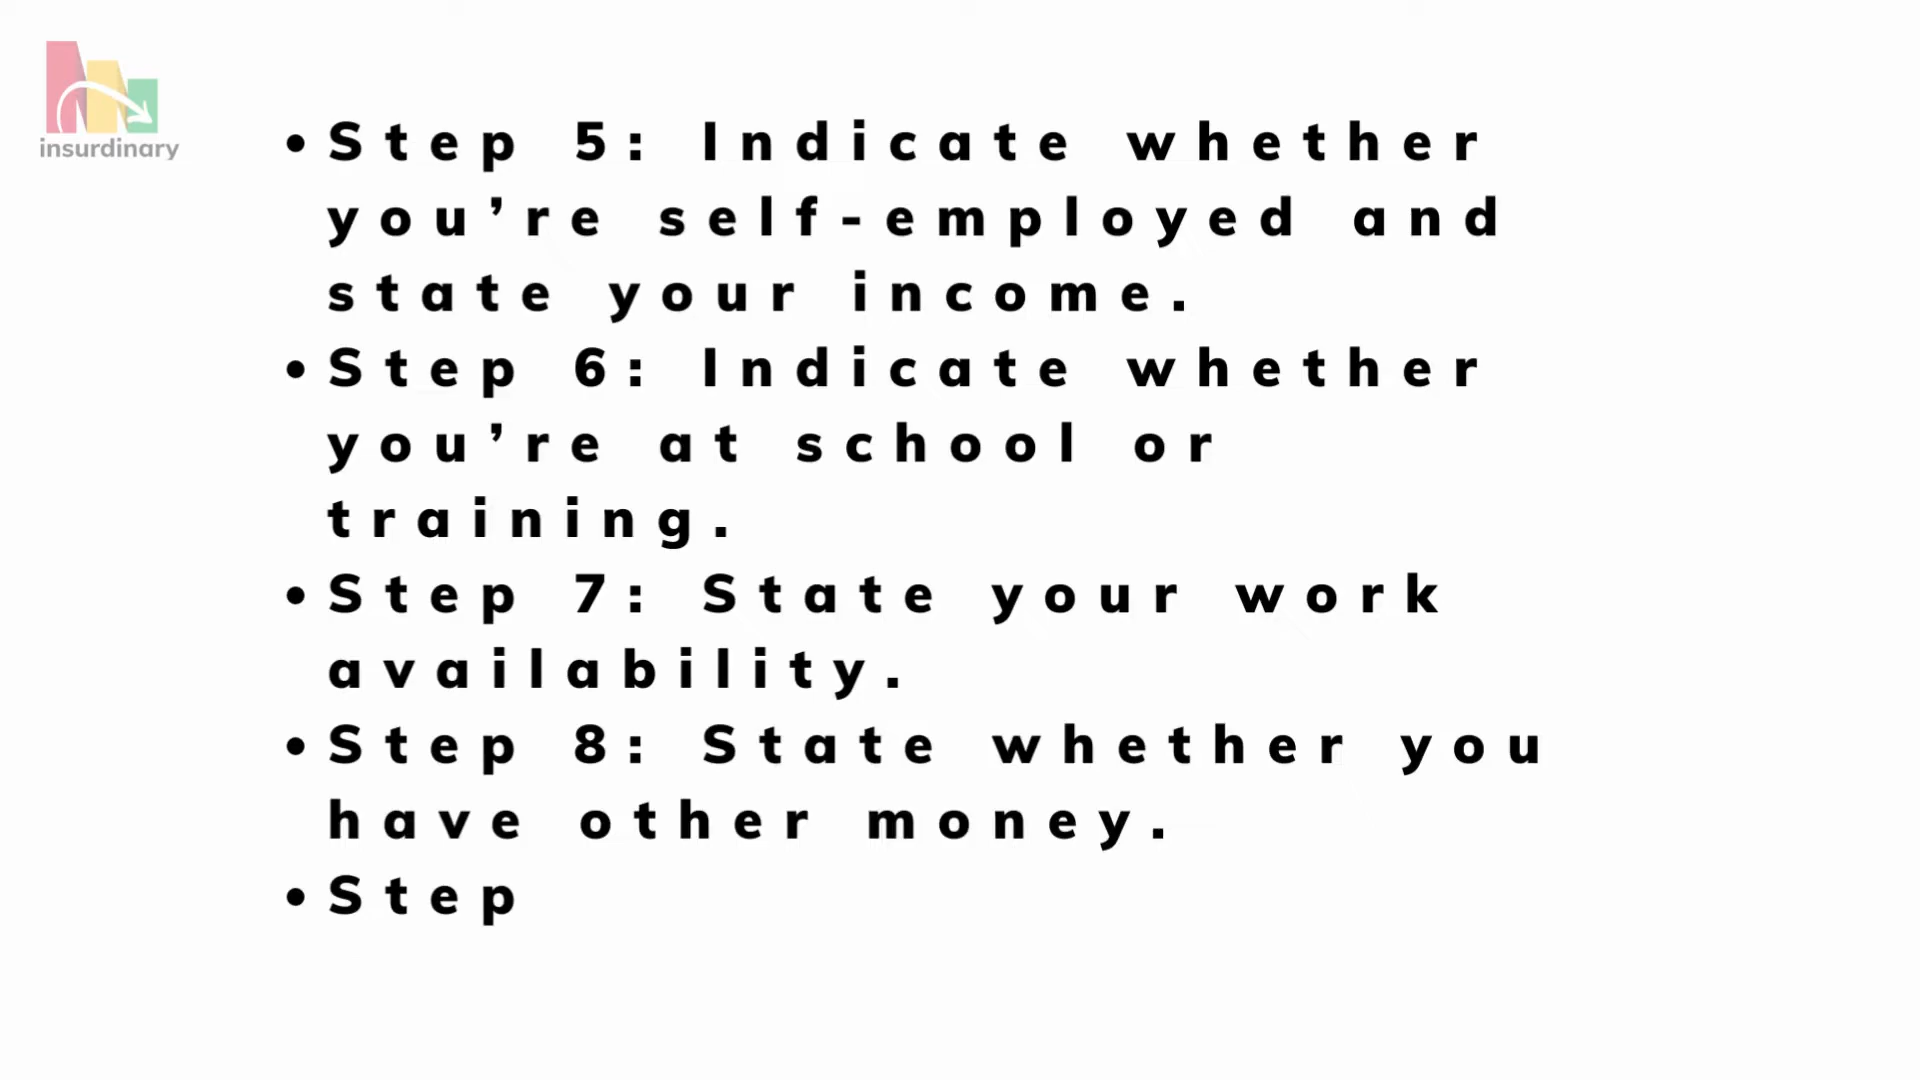 insurdinary
• Step 5: Indicate whether
you’re self-employed and
state your income.
• Step 6: Indicate whether
you’re at school or
training.
• Step 7: State your work
availability.
• Step 8: State whether you
have other money.
• Step